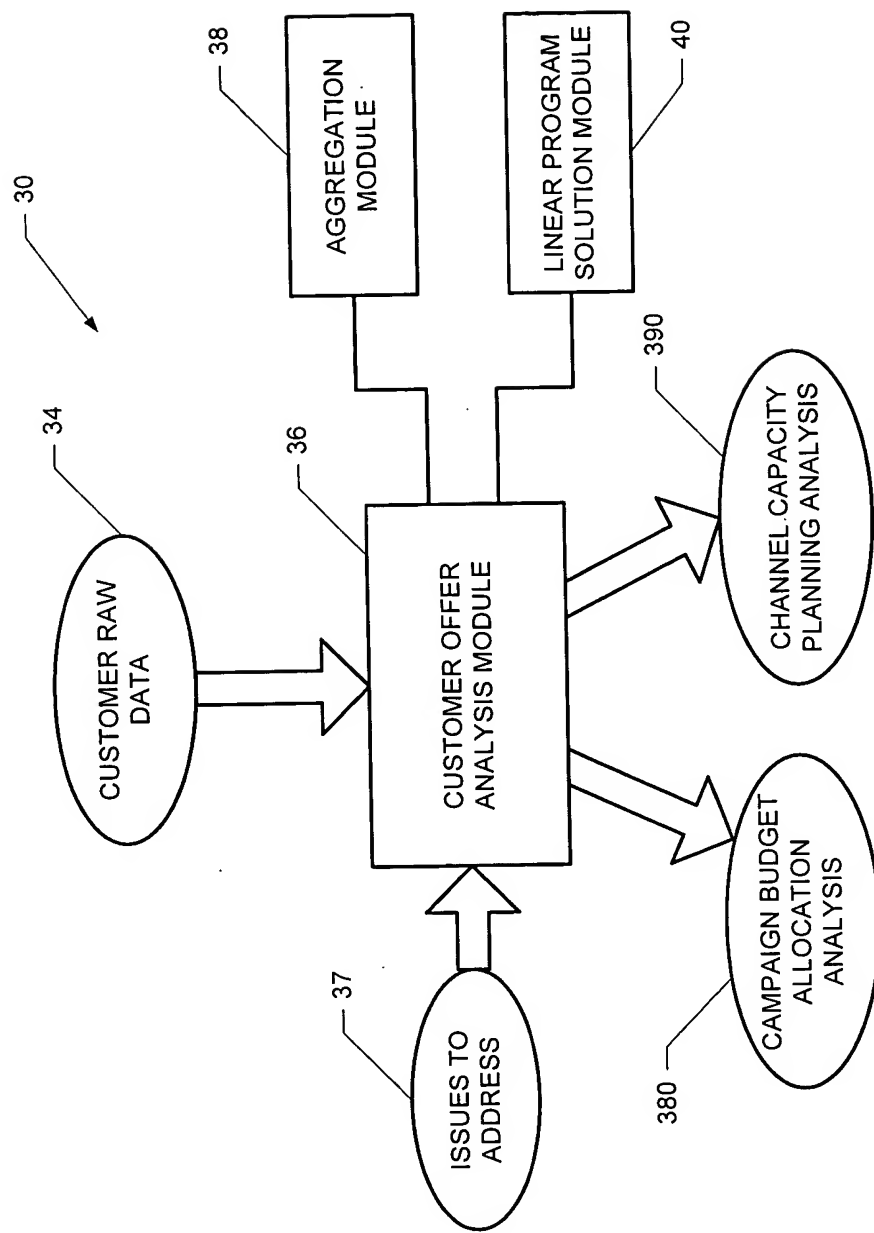 30
34
CUSTOMER RAW
DATA
36
38
AGGREGATION
MODULE
37
ISSUES TO
ADDRESS
CUSTOMER OFFER
ANALYSIS MODULE
LINEAR PROGRAM
SOLUTION MODULE
40
380
CAMPAIGN BUDGET
ALLOCATION
ANALYSIS
390
CHANNEL CAPACITY
PLANNING ANALYSIS